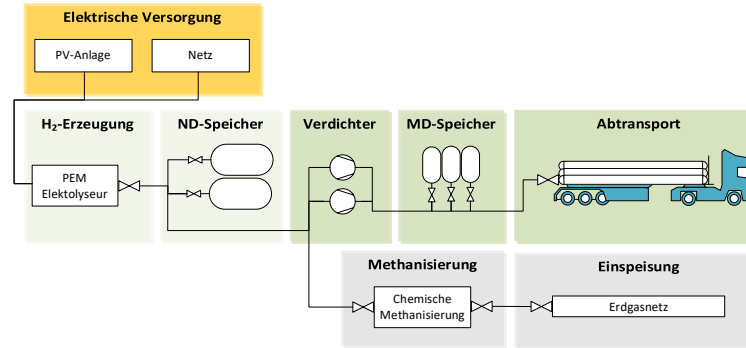 Elektrische Versorgung
PV-Anlage
Netz
H₂-Erzeugung
ND-Speicher
Verdichter
MD-Speicher
Abtransport
PEM
Elektolyseur
Methanisierung
Einspeisung
Chemische
Methanisierung
Erdgasnetz